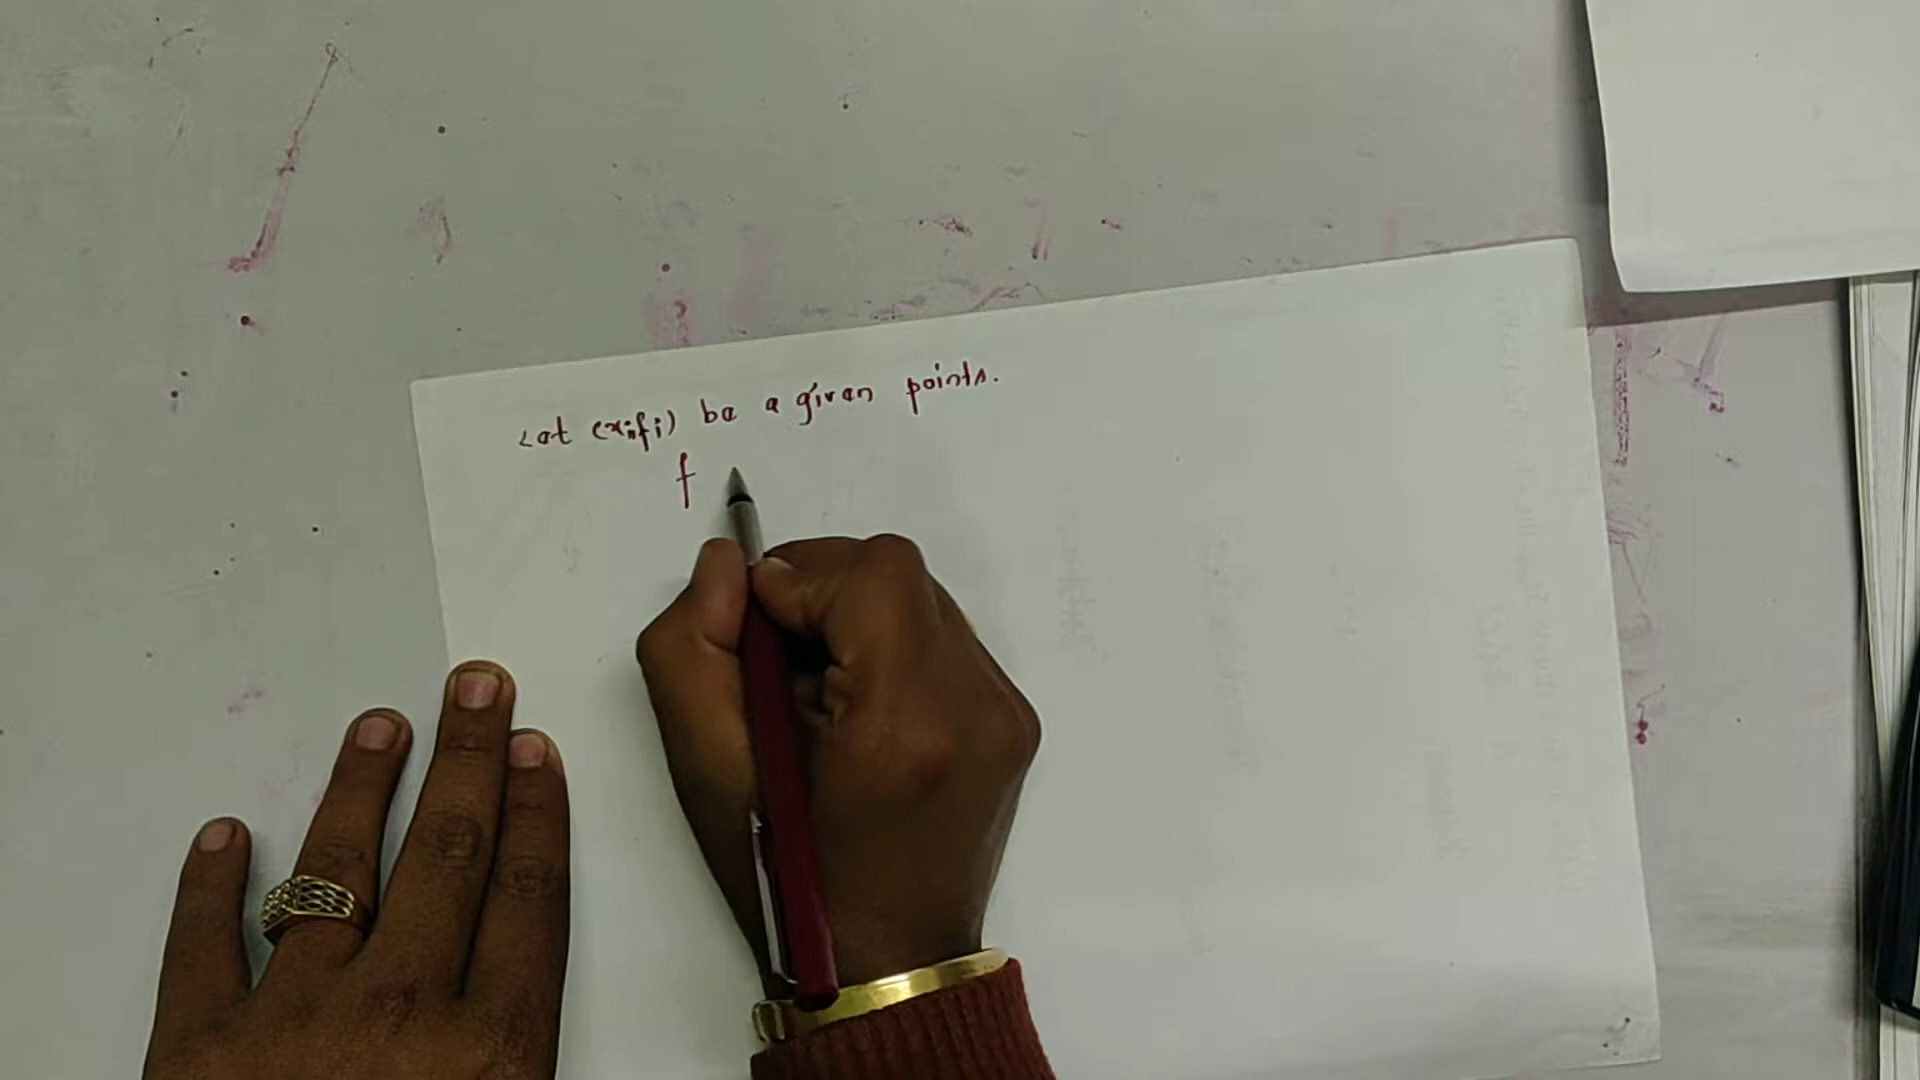 Let (xi, fi) be a given points.
f